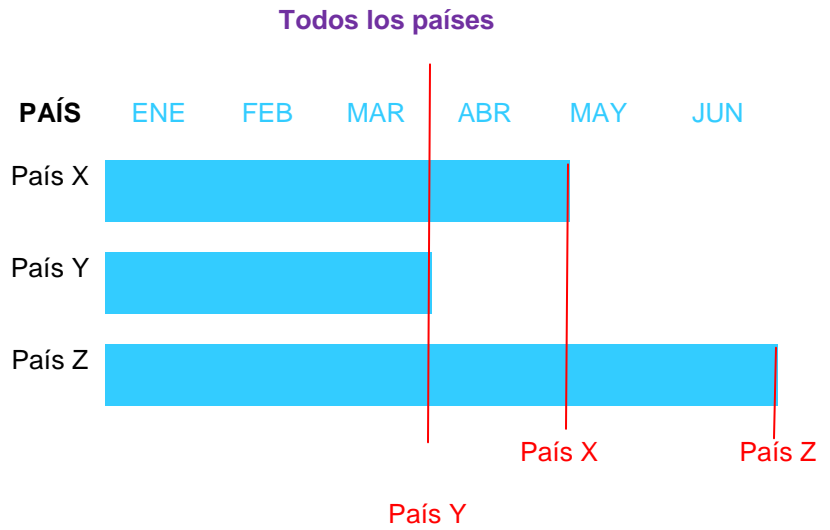 Todos los países
PAÍS ENE FEB MAR ABR MAY JUN
País X
País Y
País Z
País X País Z
País Y